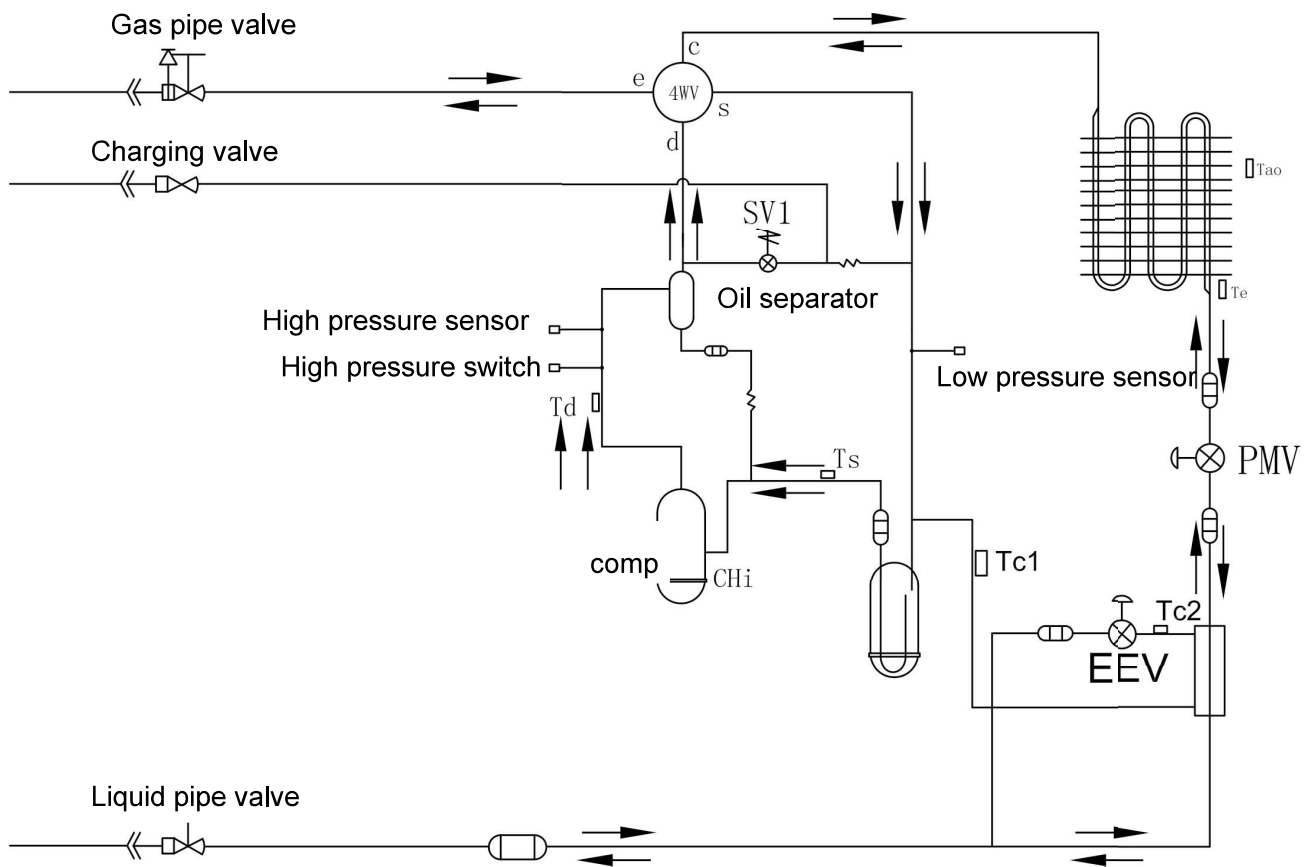 Gas pipe valve
c
e
4WV
s
d
Charging valve
Tao
SV1
Te
Oil separator
High pressure sensor
High pressure switch
Low pressure sensor
Td
Ts
PMV
comp
CHi
Tc1
Tc2
EEV
Liquid pipe valve